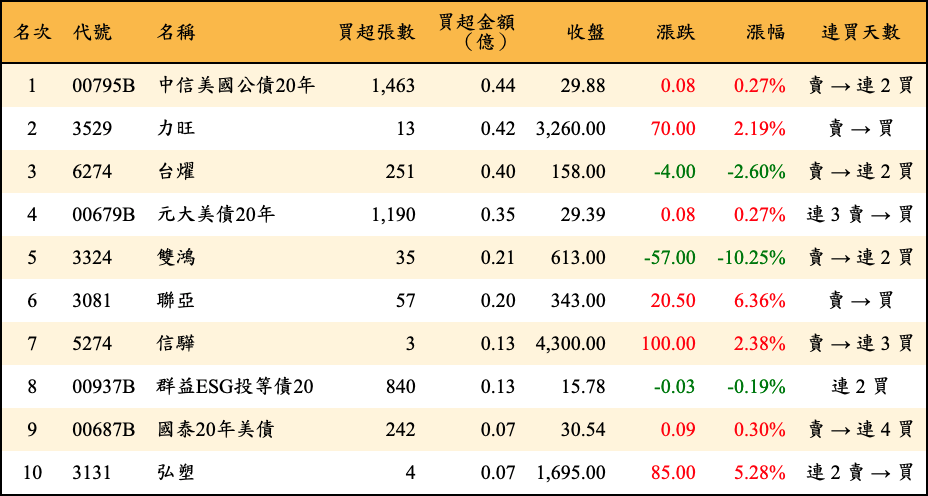 名次 代號 名稱 買超張數 買超金額（億） 收盤 漲跌 漲幅 連買天數
1 00795B 中信美國公債20年 1,463 0.44 29.88 0.08 0.27% 賣 → 連 2 買
2 3529 力旺 13 0.42 3,260.00 70.00 2.19% 賣 → 買
3 6274 台燿 251 0.40 158.00 -4.00 -2.60% 賣 → 連 2 買
4 00679B 元大美債20年 1,190 0.35 29.39 0.08 0.27% 連 3 賣 → 買
5 3324 雙鴻 35 0.21 613.00 -57.00 -10.25% 賣 → 連 2 買
6 3081 聯亞 57 0.20 343.00 20.50 6.36% 賣 → 買
7 5274 信驊 3 0.13 4,300.00 100.00 2.38% 賣 → 連 3 買
8 00937B 群益ESG投等債20 840 0.13 15.78 -0.03 -0.19% 連 2 買
9 00687B 國泰20年美債 242 0.07 30.54 0.09 0.30% 賣 → 連 4 買
10 3131 弘塑 4 0.07 1,695.00 85.00 5.28% 連 2 賣 → 買